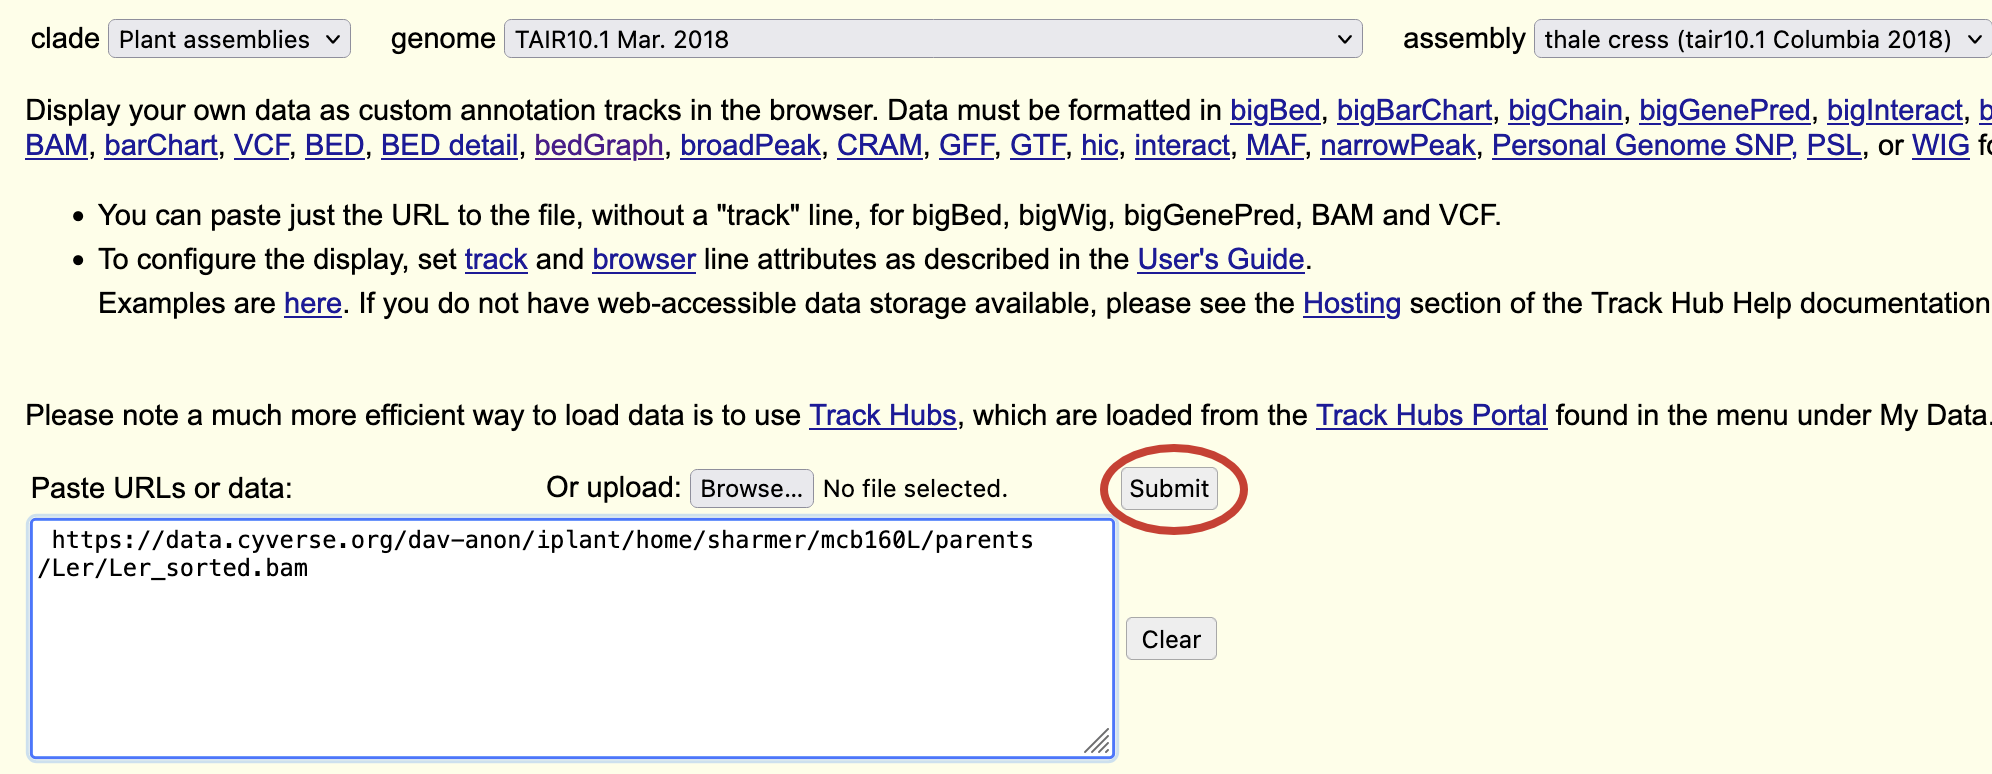 clade Plant assemblies genome TAIR10.1 Mar. 2018 assembly thale cress (tair10.1 Columbia 2018)
Display your own data as custom annotation tracks in the browser. Data must be formatted in bigBed, bigBarChart, bigChain, bigGenePred, bigInteract, b
BAM, barChart, VCF, BED, BED detail, bedGraph, broadPeak, CRAM, GFF, GTF, hic, interact, MAF, narrowPeak, Personal Genome SNP, PSL, or WIG fo
• You can paste just the URL to the file, without a "track" line, for bigBed, bigWig, bigGenePred, BAM and VCF.
• To configure the display, set track and browser line attributes as described in the User's Guide.
Examples are here. If you do not have web-accessible data storage available, please see the Hosting section of the Track Hub Help documentation
Please note a much more efficient way to load data is to use Track Hubs, which are loaded from the Track Hubs Portal found in the menu under My Data.
Paste URLs or data: Or upload: Browse... No file selected. Submit
https://data.cyverse.org/dav-anon/iplant/home/sharmer/mcb160L/parents
/Ler/Ler_sorted.bam
Clear